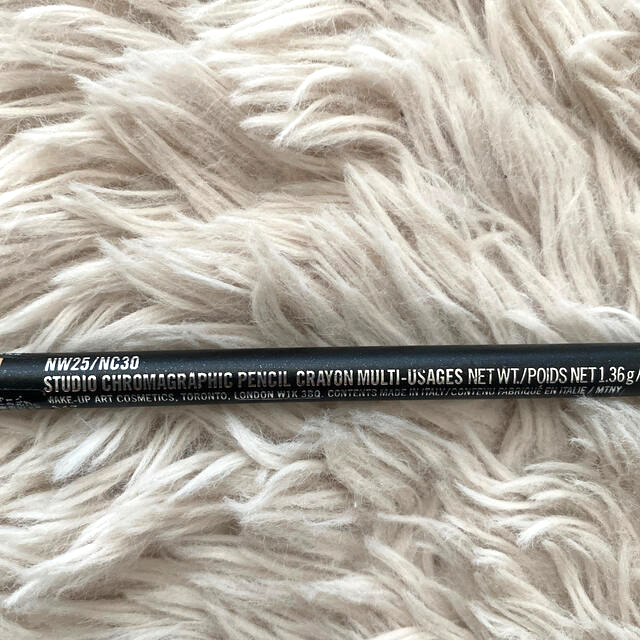 NW25/NC30
STUDIO CHROMAGRAPHIC PENCIL CRAYON MULTI-USAGES NET WT./POIDS NET 1.36 g /
MAKE-UP ART COSMETICS, TORONTO, LONDON W1K 3BQ. CONTENTS MADE IN ITALY/CONTENU FABRIQUÉ EN ITALIE / MTNY